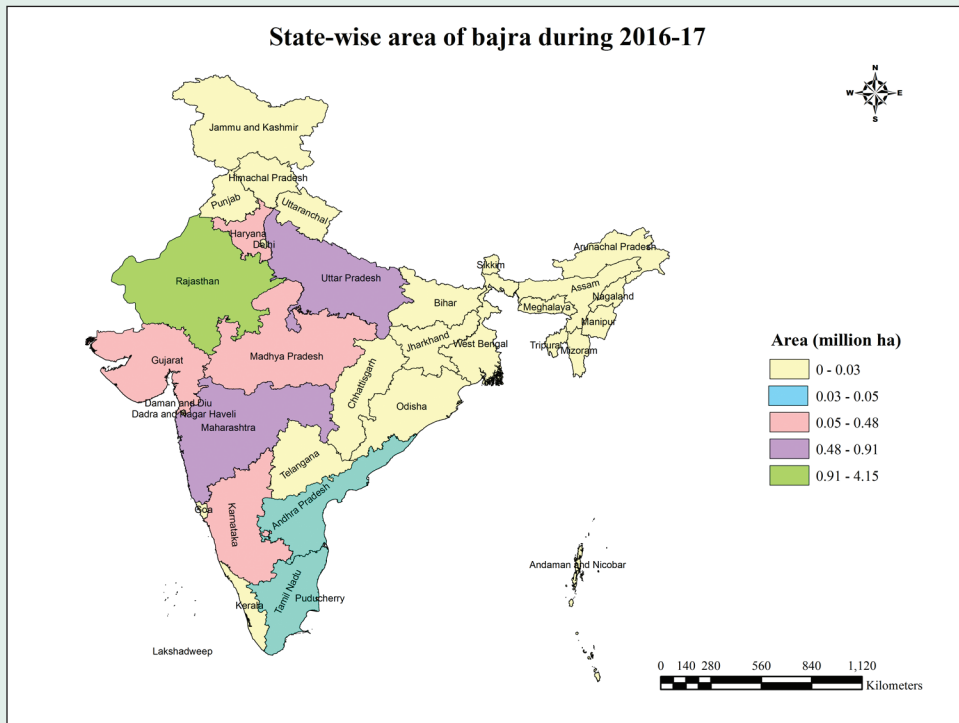 State-wise area of bajra during 2016-17
N
W
E
S
Jammu and Kashmir
Himachal Pradesh
Punjab
Uttaranchal
Haryana
Delhi
Arunachal Pradesh
Sikkim
Rajasthan
Uttar Pradesh
Assam
Nagaland
Bihar
Meghalaya
Manipur
Jharkhand
West Bengal
Tripura
Mizoram
Gujarat
Madhya Pradesh
Chhattisgarh
Daman and Diu
Dadra and Nagar Haveli
Odisha
Maharashtra
Telangana
Goa
Andhra Pradesh
Karnataka
Andaman and Nicobar
Tamil Nadu
Puducherry
Kerala
Lakshadweep
Area (million ha)
0 - 0.03
0.03 - 0.05
0.05 - 0.48
0.48 - 0.91
0.91 - 4.15
0 140 280 560 840 1,120
Kilometers